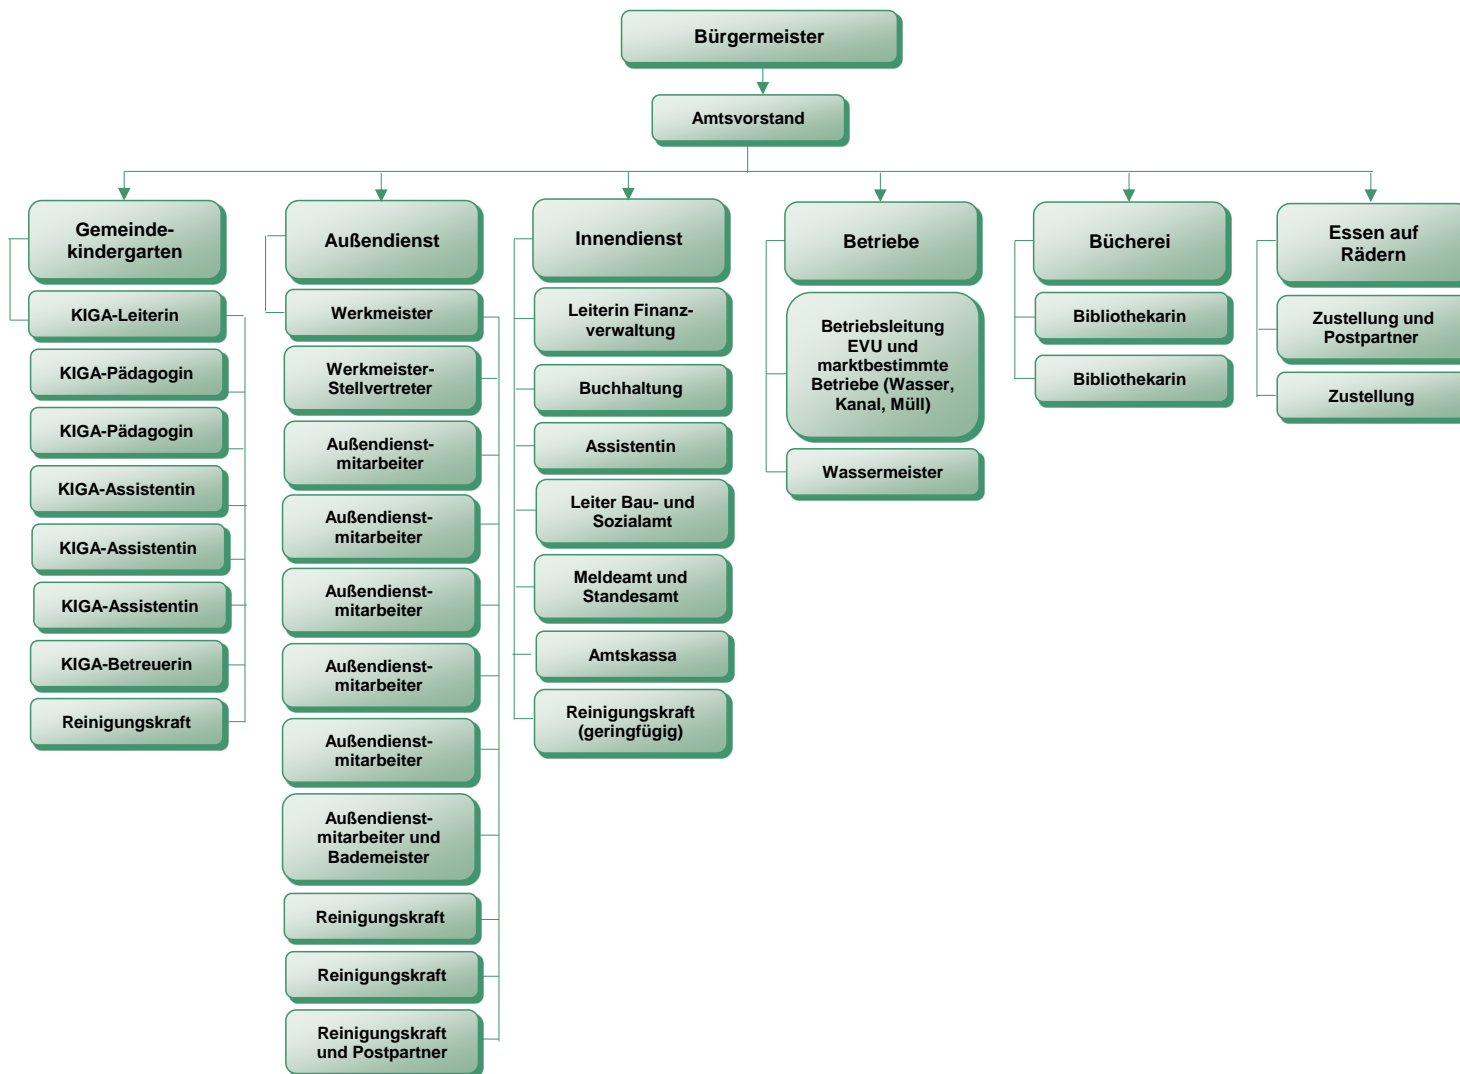 Bürgermeister
Amtsvorstand
Gemeinde-
kindergarten
KIGA-Leiterin
KIGA-Pädagogin
KIGA-Pädagogin
KIGA-Assistentin
KIGA-Assistentin
KIGA-Assistentin
KIGA-Betreuerin
Reinigungskraft
Außendienst
Werkmeister
Werkmeister-
Stellvertreter
Außendienst-
mitarbeiter
Außendienst-
mitarbeiter
Außendienst-
mitarbeiter
Außendienst-
mitarbeiter
Außendienst-
mitarbeiter
Außendienst-
mitarbeiter und
Bademeister
Reinigungskraft
Reinigungskraft
Reinigungskraft
und Postpartner
Innendienst
Leiterin Finanz-
verwaltung
Buchhaltung
Assistentin
Leiter Bau- und
Sozialamt
Meldeamt und
Standesamt
Amtskassa
Reinigungskraft
(geringfügig)
Betriebe
Betriebsleitung
EVU und
marktbestimmte
Betriebe (Wasser,
Kanal, Müll)
Wassermeister
Bücherei
Bibliothekarin
Bibliothekarin
Essen auf
Rädern
Zustellung und
Postpartner
Zustellung